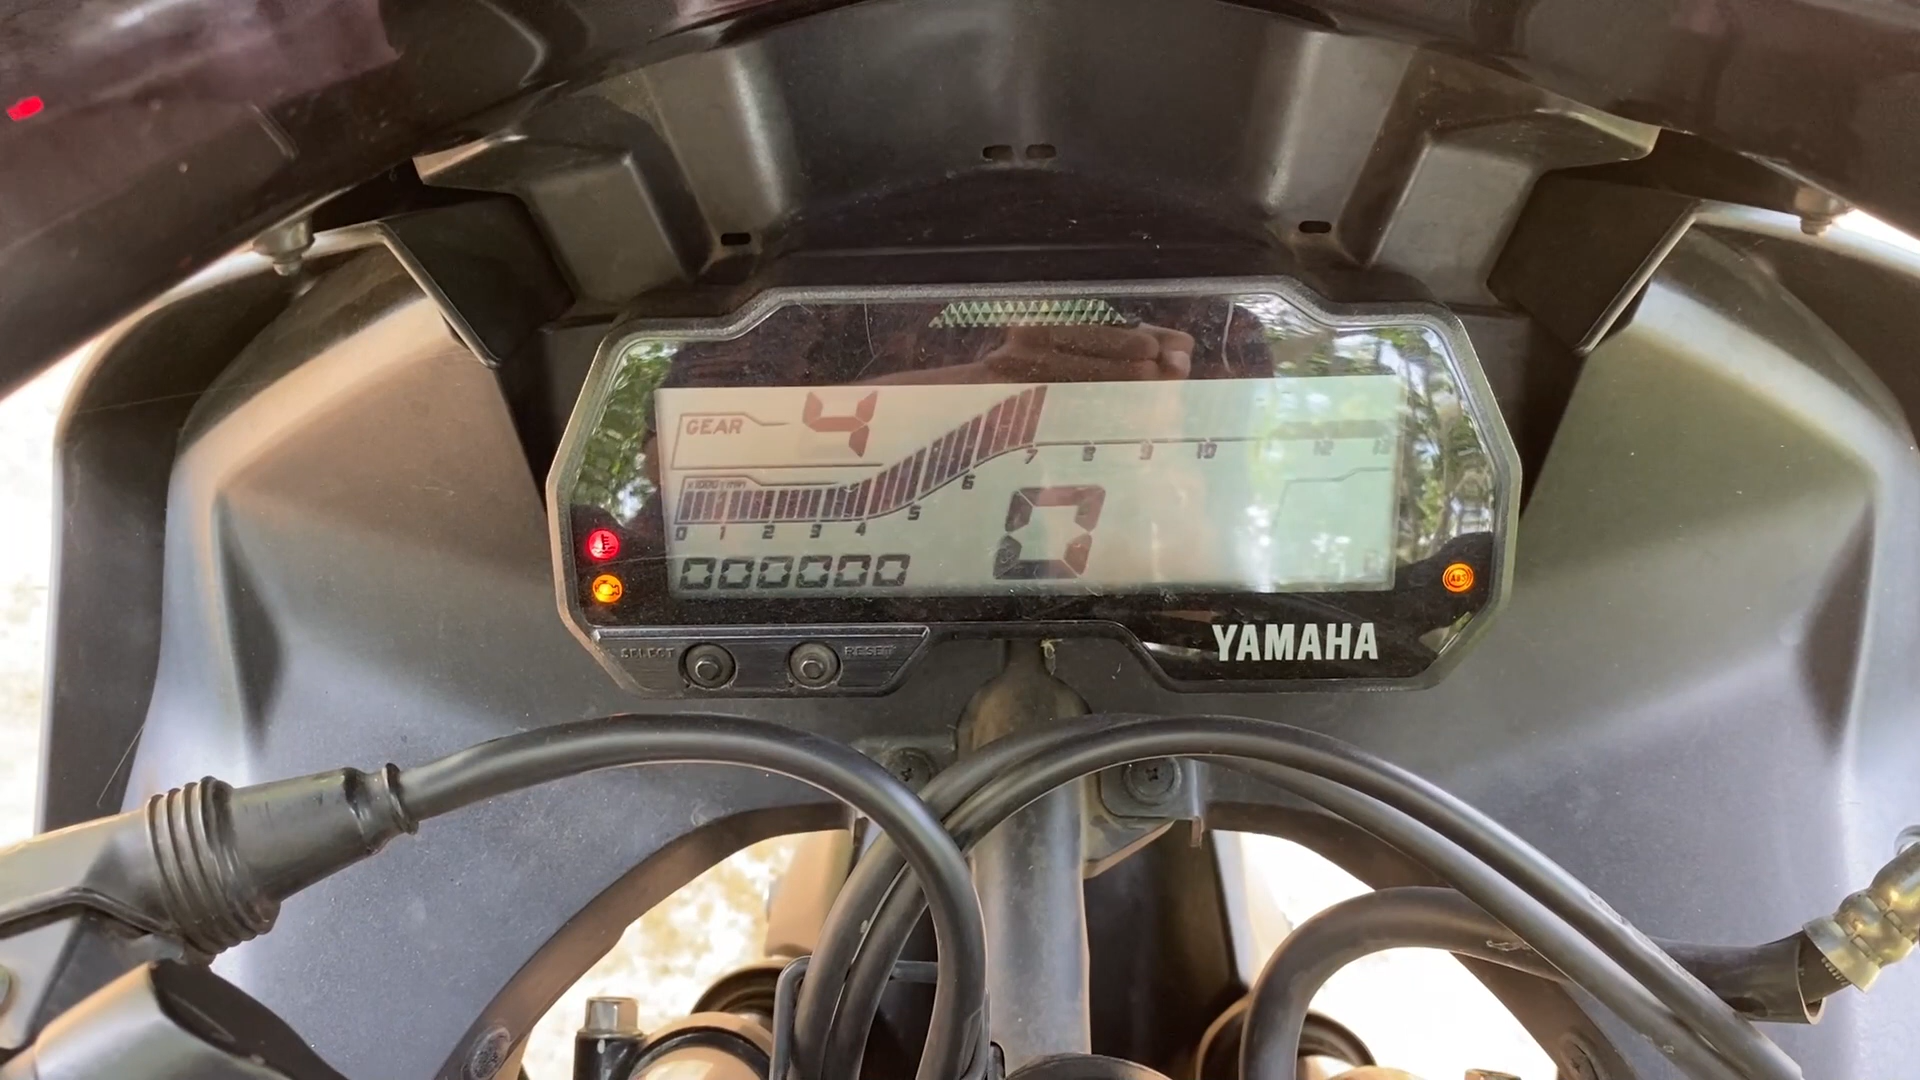 GEAR 4
x1000 r/min
0 1 2 3 4 5 6 7 8 9 10 12 13
000000
0
ABS
SELECT RESET
YAMAHA